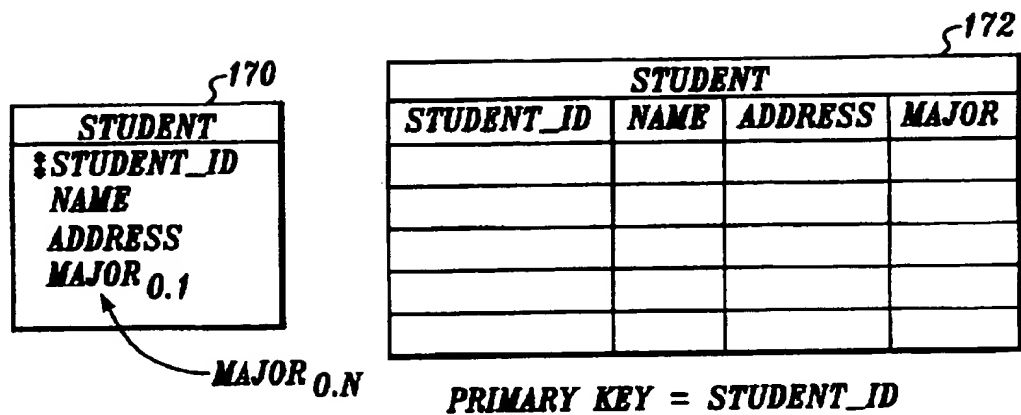 170
STUDENT
‡STUDENT_ID
NAME
ADDRESS
MAJOR 0.1
MAJOR 0.N
172
STUDENT
STUDENT_ID NAME ADDRESS MAJOR
PRIMARY KEY = STUDENT_ID